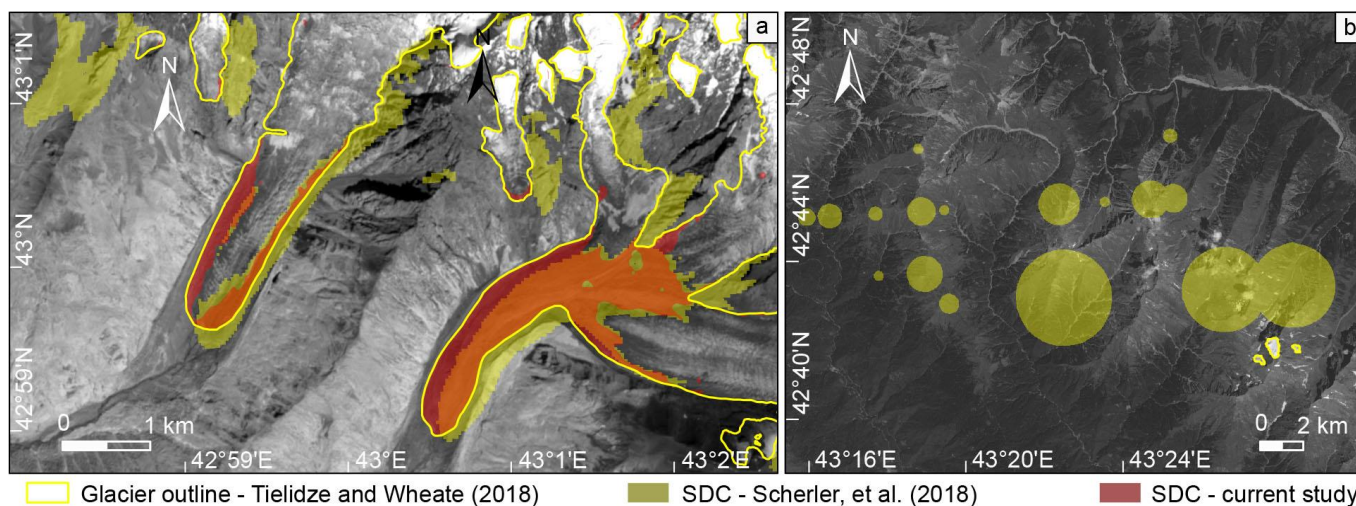 a
b
N
N
N
43°1'N
43°N
42°59'N
0
1 km
42°59'E
43°E
43°1'E
43°2'E
42°48'N
42°44'N
42°40'N
0
2 km
43°16'E
43°20'E
43°24'E
Glacier outline - Tielidze and Wheate (2018)
SDC - Scherler, et al. (2018)
SDC - current study